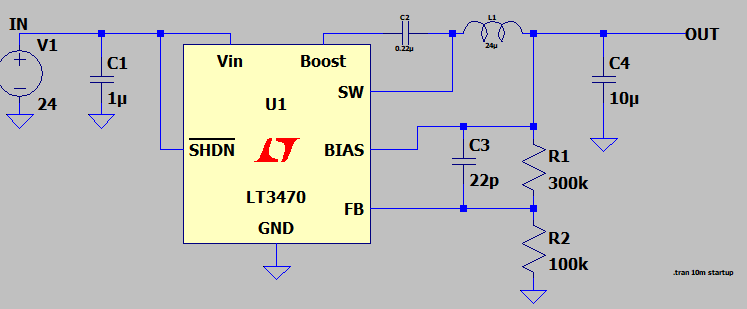 IN
V1
24
C1
1µ
Vin
Boost
U1
SW
SHDN
BIAS
LT3470
FB
GND
C2
0.22µ
L1
24µ
OUT
C4
10µ
C3
22p
R1
300k
R2
100k
.tran 10m startup